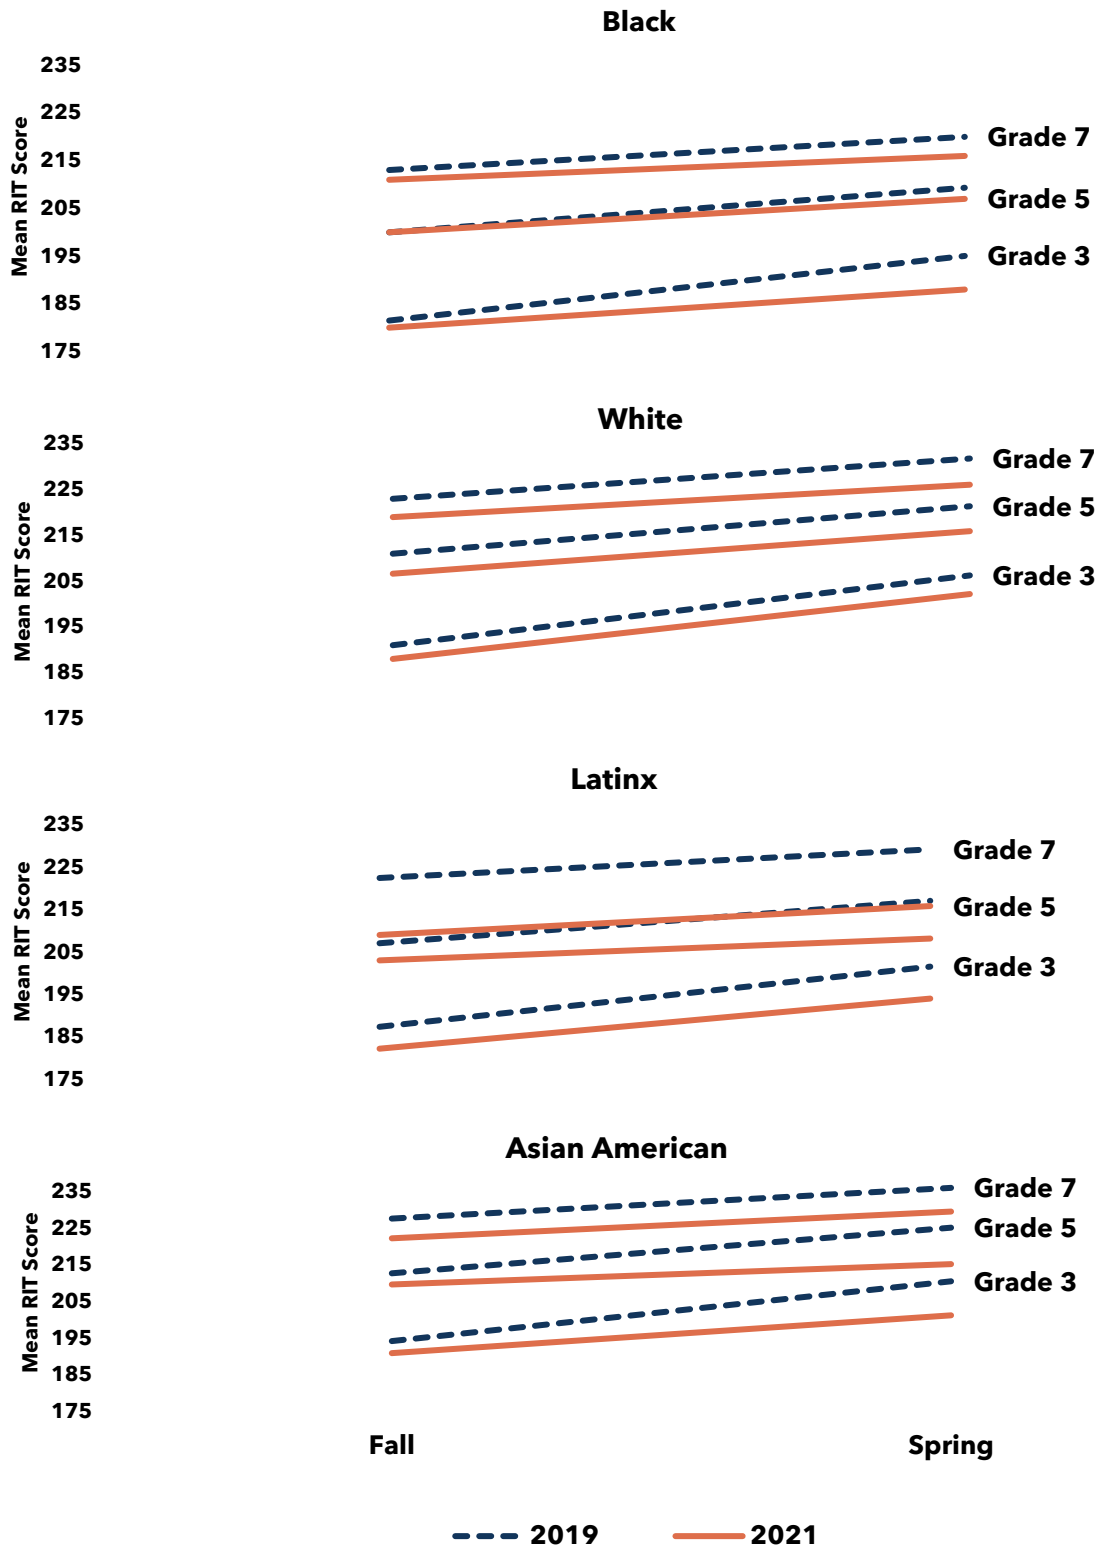 Black
235
225
215
205
195
185
175
Mean RIT Score
Grade 7
Grade 5
Grade 3
White
235
225
215
205
195
185
175
Mean RIT Score
Grade 7
Grade 5
Grade 3
Latinx
235
225
215
205
195
185
175
Mean RIT Score
Grade 7
Grade 5
Grade 3
Asian American
235
225
215
205
195
185
175
Mean RIT Score
Grade 7
Grade 5
Grade 3
Fall Spring
2019 2021